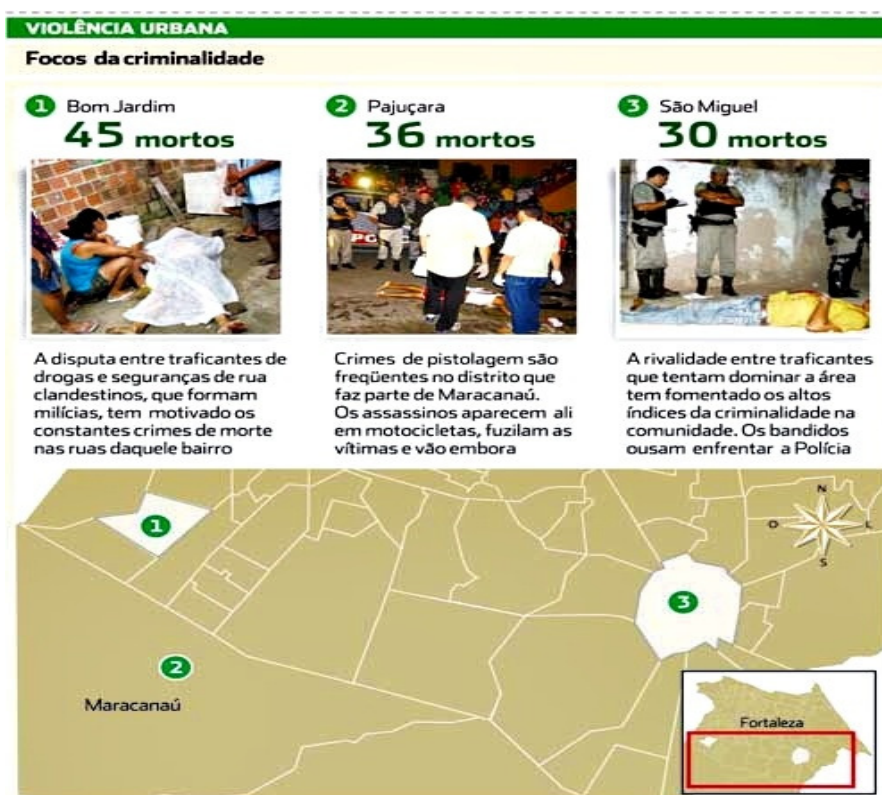 VIOLÊNCIA URBANA
Focos da criminalidade
1 Bom Jardim
45 mortos
A disputa entre traficantes de
drogas e seguranças de rua
clandestinos, que formam
milícias, tem motivado os
constantes crimes de morte
nas ruas daquele bairro
2 Pajuçara
36 mortos
Crimes de pistolagem são
freqüentes no distrito que
faz parte de Maracanaú.
Os assassinos aparecem ali
em motocicletas, fuzilam as
vítimas e vão embora
3 São Miguel
30 mortos
A rivalidade entre traficantes
que tentam dominar a área
tem fomentado os altos
índices da criminalidade na
comunidade. Os bandidos
ousam enfrentar a Polícia
1
2
3
Maracanaú
N
O
L
S
Fortaleza